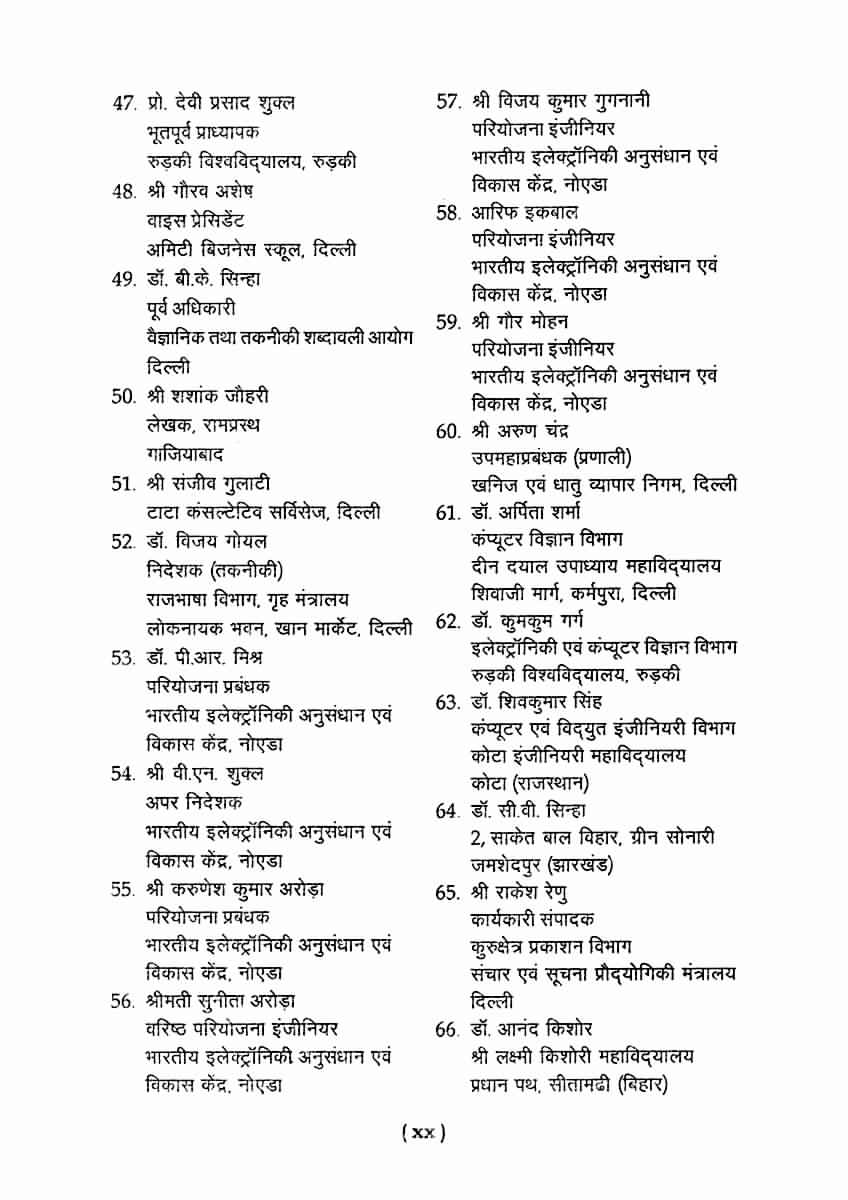 47. प्रो. देवी प्रसाद शुक्ल
भूतपूर्व प्राध्यापक
रुड़की विश्वविद्यालय, रुड़की
48. श्री गौरव अशेष
वाइस प्रेसिडेंट
अमिटी बिजनेस स्कूल, दिल्ली
49. डॉ. बी.के. सिन्हा
पूर्व अधिकारी
वैज्ञानिक तथा तकनीकी शब्दावली आयोग
दिल्ली
50. श्री शशांक जौहरी
लेखक, रामप्रस्थ
गाजियाबाद
51. श्री संजीव गुलाटी
टाटा कंसल्टेटिव सर्विसेज, दिल्ली
52. डॉ. विजय गोयल
निदेशक (तकनीकी)
राजभाषा विभाग, गृह मंत्रालय
लोकनायक भवन, खान मार्केट, दिल्ली
53. डॉ. पी.आर. मिश्र
परियोजना प्रबंधक
भारतीय इलेक्ट्रॉनिकी अनुसंधान एवं
विकास केंद्र, नोएडा
54. श्री वी.एन. शुक्ल
अपर निदेशक
भारतीय इलेक्ट्रॉनिकी अनुसंधान एवं
विकास केंद्र, नोएडा
55. श्री करुणेश कुमार अरोड़ा
परियोजना प्रबंधक
भारतीय इलेक्ट्रॉनिकी अनुसंधान एवं
विकास केंद्र, नोएडा
56. श्रीमती सुनीता अरोड़ा
वरिष्ठ परियोजना इंजीनियर
भारतीय इलेक्ट्रॉनिकी अनुसंधान एवं
विकास केंद्र, नोएडा
57. श्री विजय कुमार गुगनानी
परियोजना इंजीनियर
भारतीय इलेक्ट्रॉनिकी अनुसंधान एवं
विकास केंद्र, नोएडा
58. आरिफ इकबाल
परियोजना इंजीनियर
भारतीय इलेक्ट्रॉनिकी अनुसंधान एवं
विकास केंद्र, नोएडा
59. श्री गौर मोहन
परियोजना इंजीनियर
भारतीय इलेक्ट्रॉनिकी अनुसंधान एवं
विकास केंद्र, नोएडा
60. श्री अरुण चंद्र
उपमहाप्रबंधक (प्रणाली)
खनिज एवं धातु व्यापार निगम, दिल्ली
61. डॉ. अर्पिता शर्मा
कंप्यूटर विज्ञान विभाग
दीन दयाल उपाध्याय महाविद्यालय
शिवाजी मार्ग, कर्मपुरा, दिल्ली
62. डॉ. कुमकुम गर्ग
इलेक्ट्रॉनिकी एवं कंप्यूटर विज्ञान विभाग
रुड़की विश्वविद्यालय, रुड़की
63. डॉ. शिवकुमार सिंह
कंप्यूटर एवं विद्युत इंजीनियरी विभाग
कोटा इंजीनियरी महाविद्यालय
कोटा (राजस्थान)
64. डॉ. सी.वी. सिन्हा
2, साकेत बाल विहार, ग्रीन सोनारी
जमशेदपुर (झारखंड)
65. श्री राकेश रेणु
कार्यकारी संपादक
कुरुक्षेत्र प्रकाशन विभाग
संचार एवं सूचना प्रौद्योगिकी मंत्रालय
दिल्ली
66. डॉ. आनंद किशोर
श्री लक्ष्मी किशोरी महाविद्यालय
प्रधान पथ, सीतामढी (बिहार)
(xx)